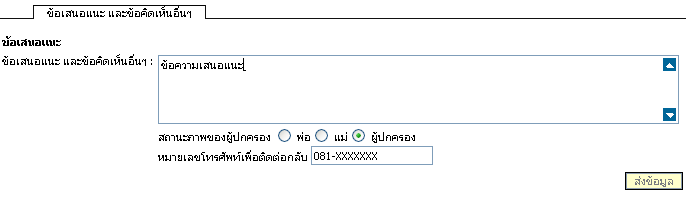 ข้อเสนอแนะ และข้อคิดเห็นอื่นๆ
ข้อเสนอแนะ
ข้อเสนอแนะ และข้อคิดเห็นอื่นๆ :
ข้อความเสนอแนะ
สถานะภาพของผู้ปกครอง พ่อ แม่ ผู้ปกครอง
หมายเลขโทรศัพท์เพื่อติดต่อกลับ 081-XXXXXXX
ส่งข้อมูล